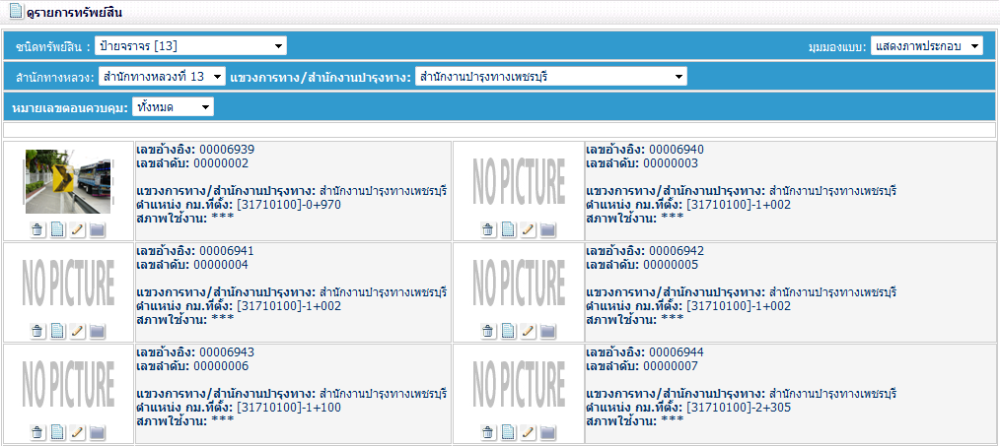 ดูรายการทรัพย์สิน
ชนิดทรัพย์สิน : ป้ายจราจร [13] มุมมองแบบ: แสดงภาพประกอบ
สำนักทางหลวง: สำนักทางหลวงที่ 13 แขวงการทาง/สำนักงานบำรุงทาง: สำนักงานบำรุงทางเพชรบุรี
หมายเลขตอนควบคุม: ทั้งหมด
เลขอ้างอิง: 00006939
เลขลำดับ: 00000002
แขวงการทาง/สำนักงานบำรุงทาง: สำนักงานบำรุงทางเพชรบุรี
ตำแหน่ง กม.ที่ตั้ง: [31710100]-0+970
สภาพใช้งาน: ***
NO PICTURE
เลขอ้างอิง: 00006940
เลขลำดับ: 00000003
แขวงการทาง/สำนักงานบำรุงทาง: สำนักงานบำรุงทางเพชรบุรี
ตำแหน่ง กม.ที่ตั้ง: [31710100]-1+002
สภาพใช้งาน: ***
NO PICTURE
เลขอ้างอิง: 00006941
เลขลำดับ: 00000004
แขวงการทาง/สำนักงานบำรุงทาง: สำนักงานบำรุงทางเพชรบุรี
ตำแหน่ง กม.ที่ตั้ง: [31710100]-1+002
สภาพใช้งาน: ***
NO PICTURE
เลขอ้างอิง: 00006942
เลขลำดับ: 00000005
แขวงการทาง/สำนักงานบำรุงทาง: สำนักงานบำรุงทางเพชรบุรี
ตำแหน่ง กม.ที่ตั้ง: [31710100]-1+002
สภาพใช้งาน: ***
NO PICTURE
เลขอ้างอิง: 00006943
เลขลำดับ: 00000006
แขวงการทาง/สำนักงานบำรุงทาง: สำนักงานบำรุงทางเพชรบุรี
ตำแหน่ง กม.ที่ตั้ง: [31710100]-1+100
สภาพใช้งาน: ***
NO PICTURE
เลขอ้างอิง: 00006944
เลขลำดับ: 00000007
แขวงการทาง/สำนักงานบำรุงทาง: สำนักงานบำรุงทางเพชรบุรี
ตำแหน่ง กม.ที่ตั้ง: [31710100]-2+305
สภาพใช้งาน: ***